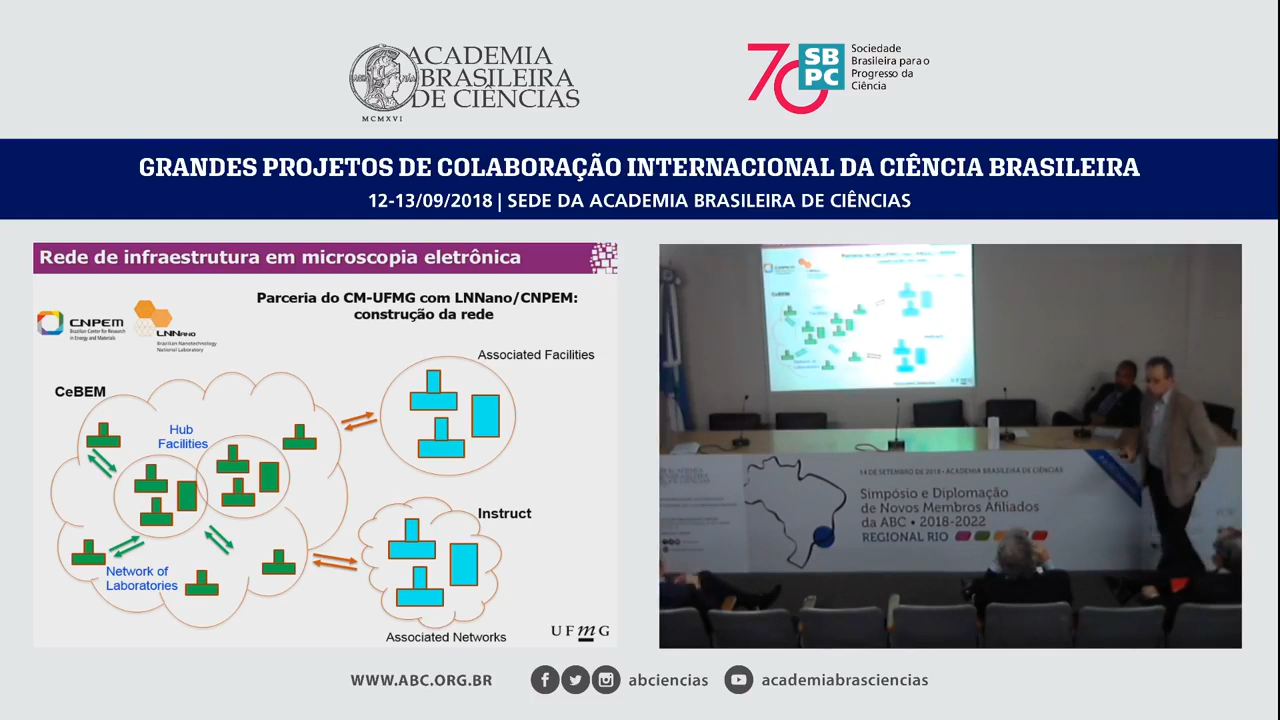 ACADEMIA
BRASILEIRA
DE CIÊNCIAS
MCMXVI
70
SB
PC
Sociedade
Brasileira para o
Progresso da
Ciência
GRANDES PROJETOS DE COLABORAÇÃO INTERNACIONAL DA CIÊNCIA BRASILEIRA
12-13/09/2018 | SEDE DA ACADEMIA BRASILEIRA DE CIÊNCIAS
Rede de infraestrutura em microscopia eletrônica
Parceria do CM-UFMG com LNNano/CNPEM:
construção da rede
CNPEM
Brazilian Center for Research
in Energy and Materials
LNNano
Brazilian Nanotechnology
National Laboratory
Associated Facilities
CeBEM
Hub
Facilities
Instruct
Network of
Laboratories
Associated Networks
UFmG
14 DE SETEMBRO DE 2018 • ACADEMIA BRASILEIRA DE CIÊNCIAS
Simpósio e Diplomação
de Novos Membros Afiliados
da ABC • 2018-2022
REGIONAL RIO
WWW.ABC.ORG.BR
abciencias
academiabrasciencias